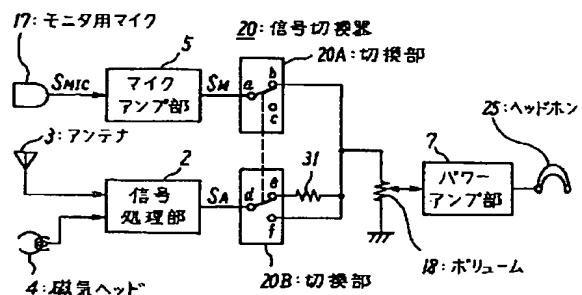 17:モニタ用マイク
20:信号切換器
20A:切換部
5
SMIC
マイク
アンプ部
SM
a
b
c
25:ヘッドホン
3:アンテナ
2
31
7
信号
処理部
SA
d
e
f
パワー
アンプ部
18:ボリューム
4:磁気ヘッド
20B:切換部